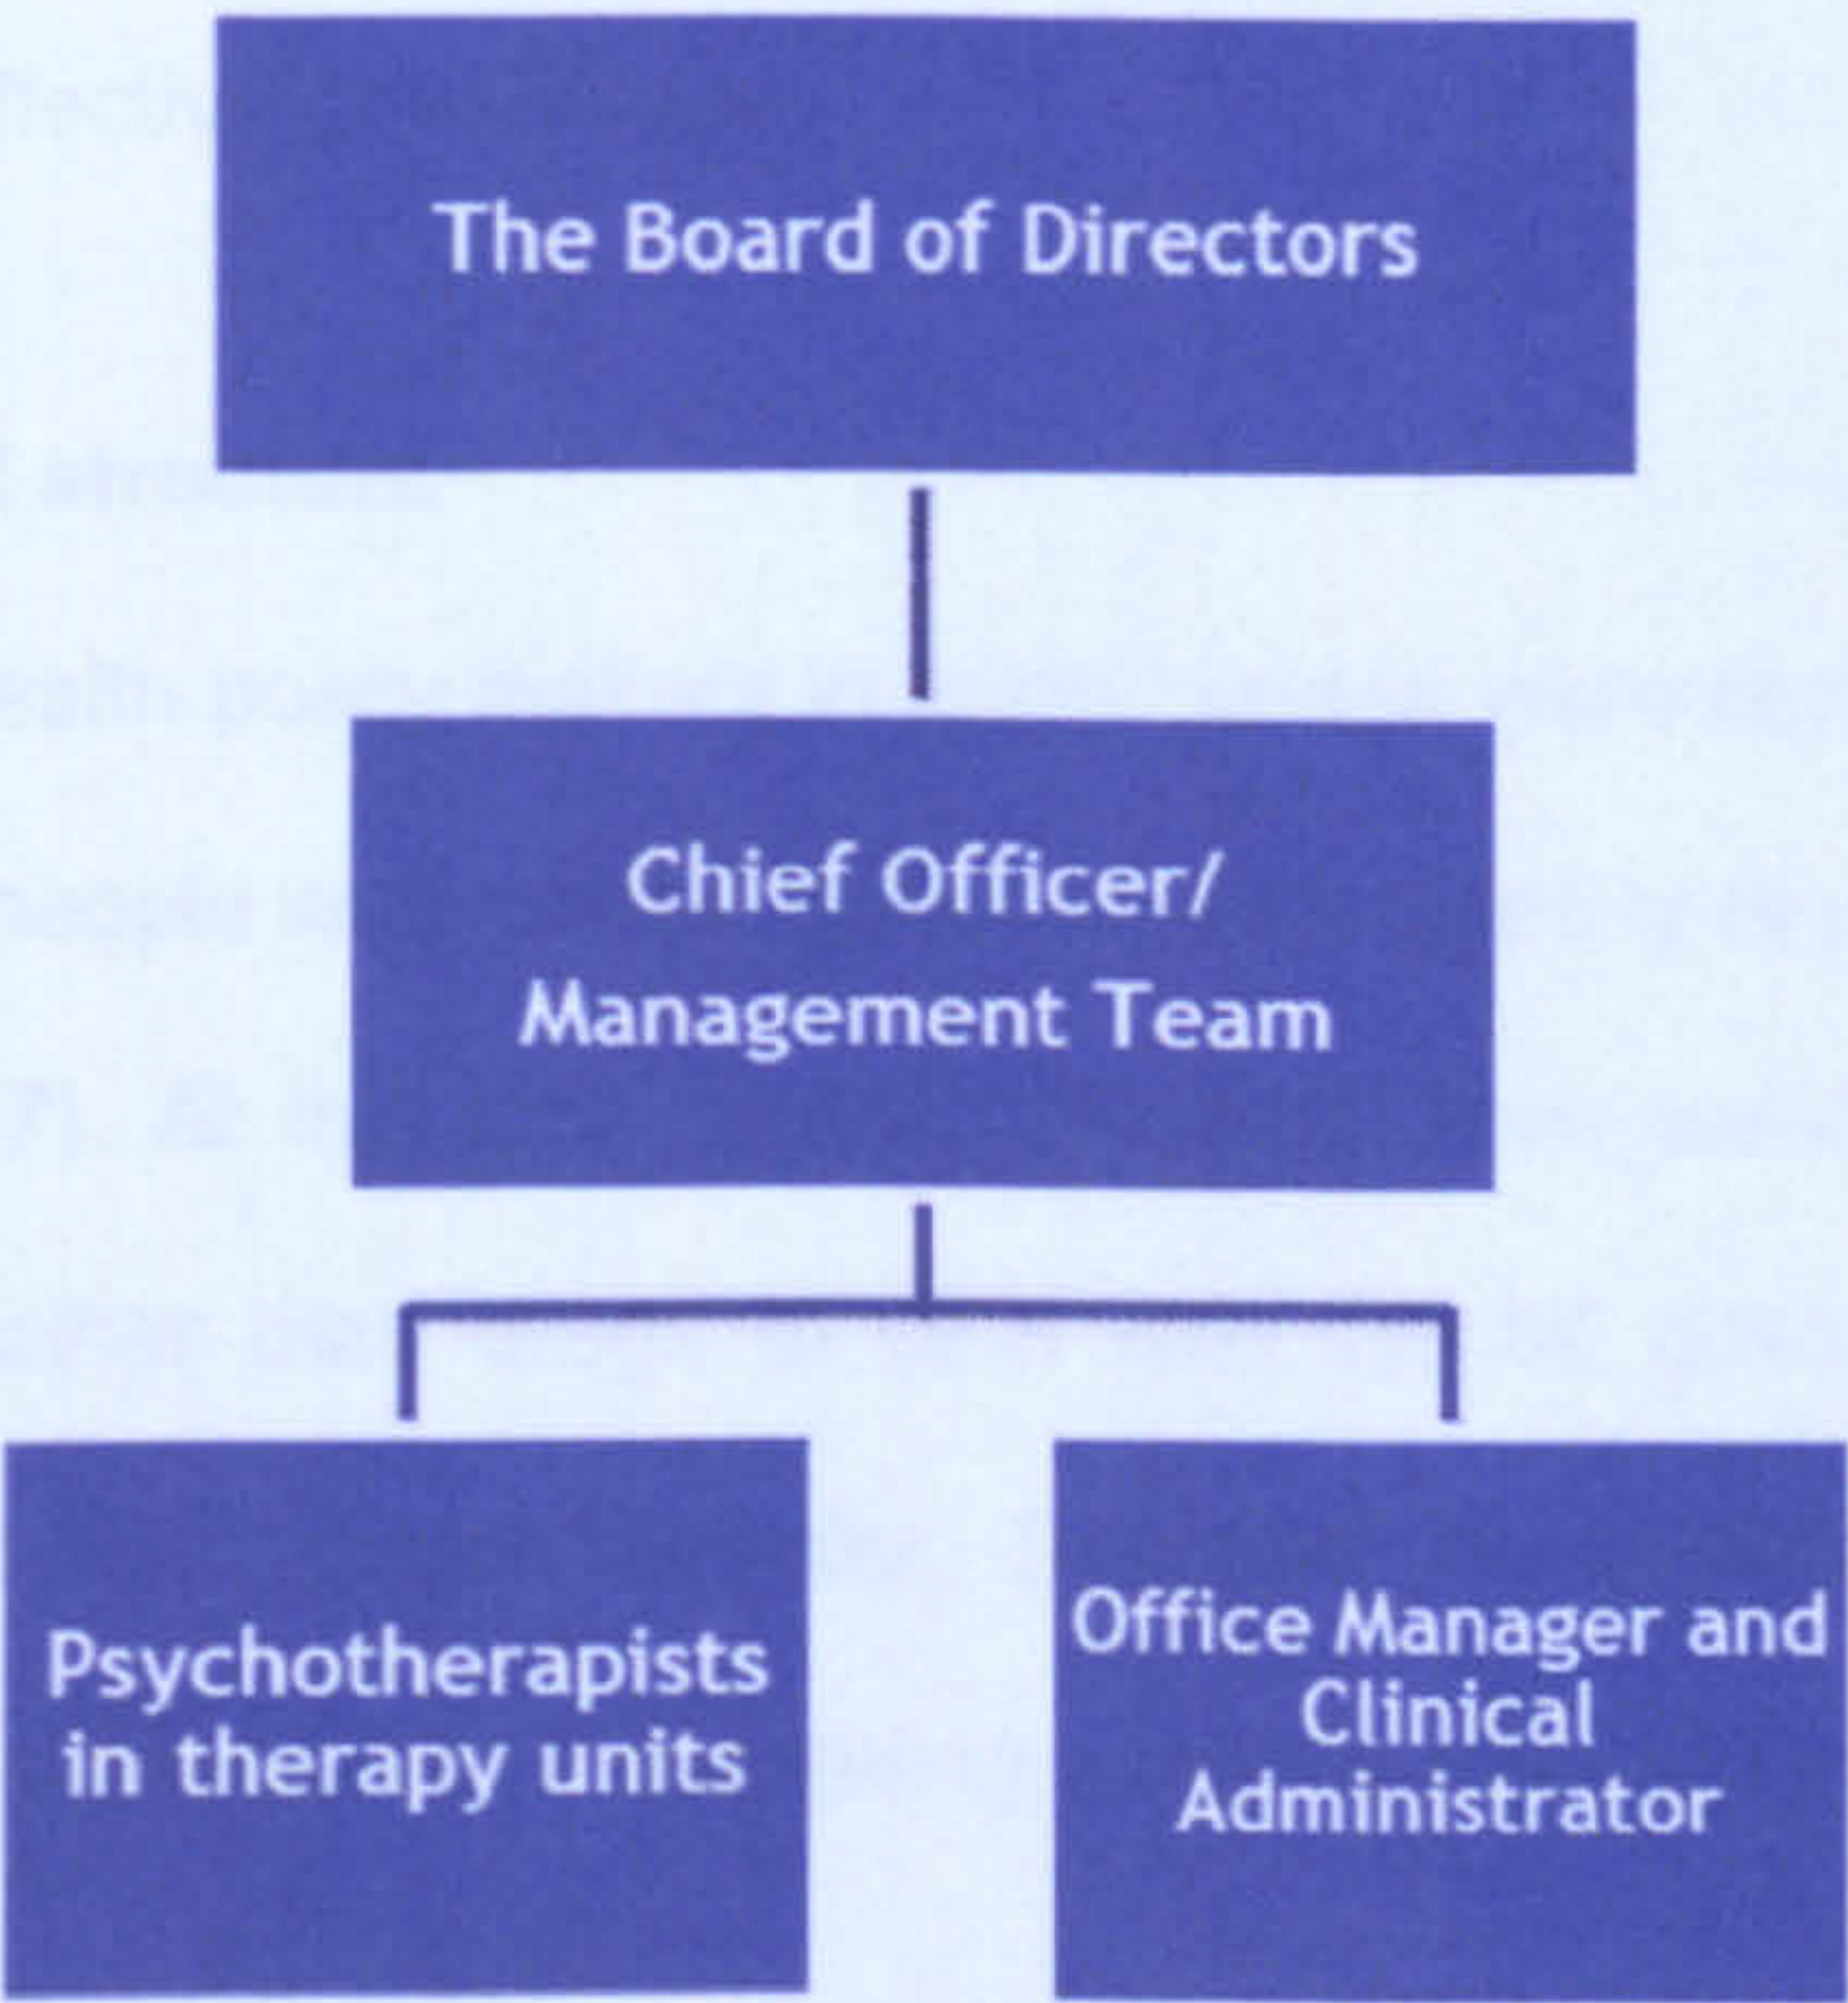 The Board of Directors
Chief Officer/
Management Team
Psychotherapists
in therapy units
Office Manager and
Clinical
Administrator